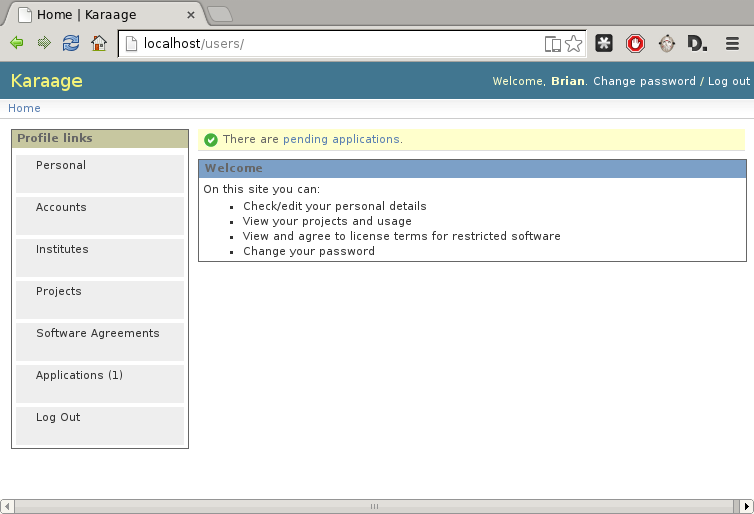 Home | Karaage
localhost/users/
D.
Karaage
Welcome, Brian. Change password / Log out
Home
Profile links
Personal
Accounts
Institutes
Projects
Software Agreements
Applications (1)
Log Out
There are pending applications.
Welcome
On this site you can:
Check/edit your personal details
View your projects and usage
View and agree to license terms for restricted software
Change your password